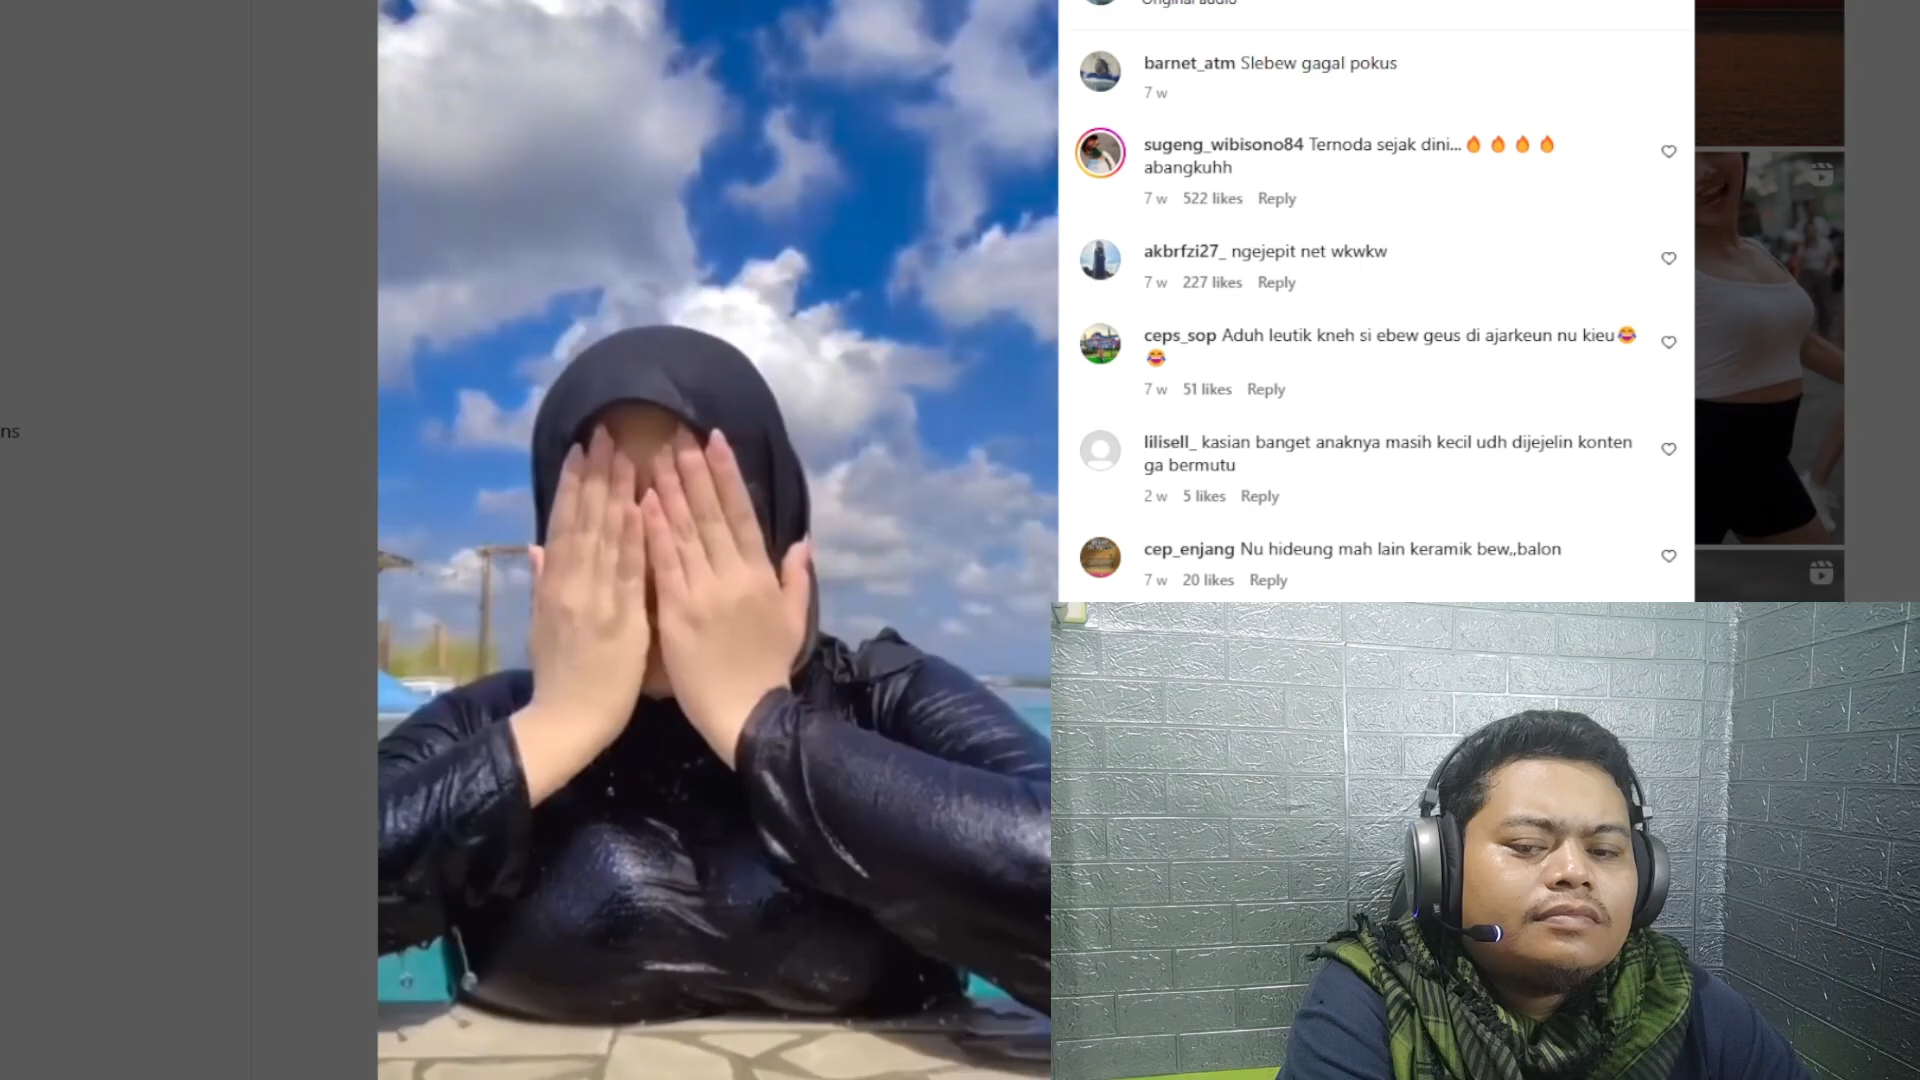 Original audio
barnet_atm Slebew gagal pokus
7 w
sugeng_wibisono84 Ternoda sejak dini...🔥🔥🔥🔥
abangkuhh
7 w 522 likes Reply
akbrfzi27_ ngejepit net wkwkw
7 w 227 likes Reply
ceps_sop Aduh leutik kneh si ebew geus di ajarkeun nu kieu😂
😂
7 w 51 likes Reply
lilisell_ kasian banget anaknya masih kecil udh dijejelin konten
ga bermutu
2 w 5 likes Reply
ns
cep_enjang Nu hideung mah lain keramik bew,,balon
7 w 20 likes Reply